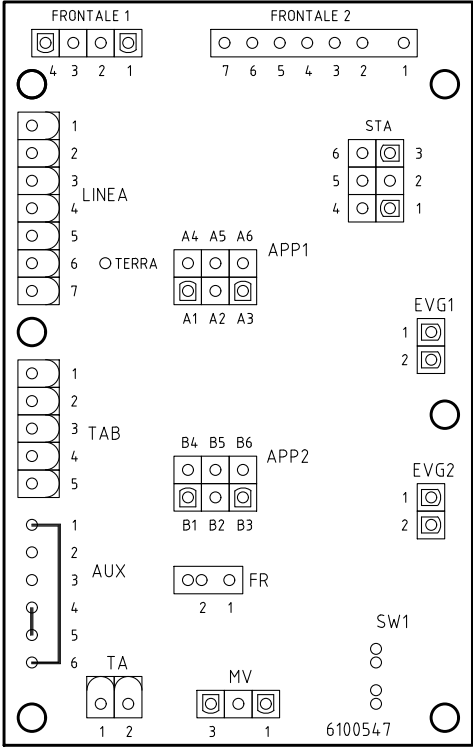 FRONTALE 1 FRONTALE 2
4 3 2 1 7 6 5 4 3 2 1
STA
6 3
5 2
4 1
1
2
3
LINEA
4
5
6
7
TERRA
A4 A5 A6
APP1
A1 A2 A3
EVG1
1
2
1
2
3
TAB
4
5
B4 B5 B6
APP2
B1 B2 B3
EVG2
1
2
1
2
3
AUX
4
5
6
FR
2 1
SW1
TA
1 2
MV
3 1
6100547